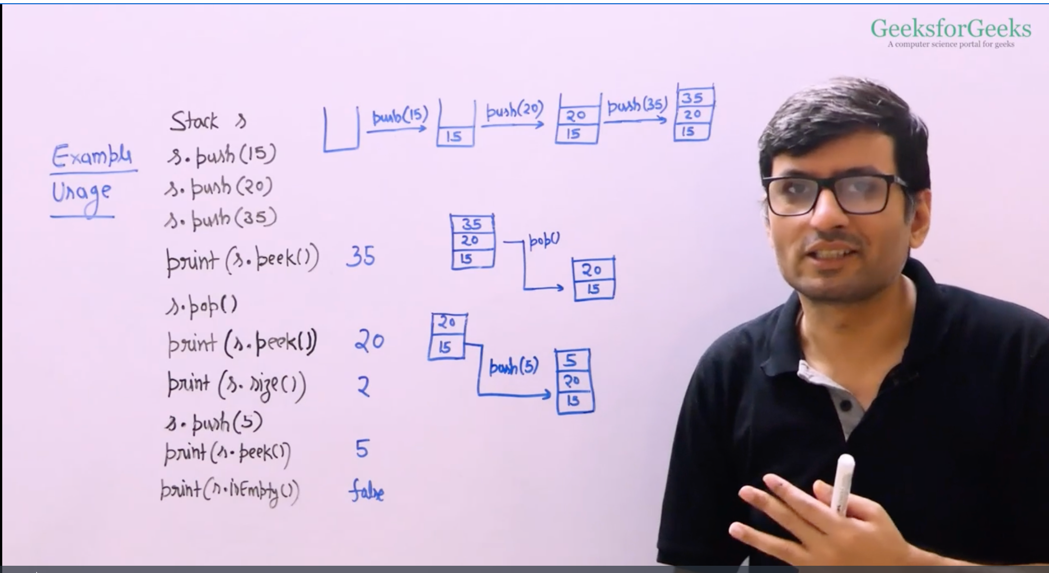 GeeksforGeeks
A computer science portal for geeks
Example
Usage
Stack s
s.push(15)
s.push(20)
s.push(35)
print(s.peek()) 35
s.pop()
print(s.peek()) 20
print(s.size()) 2
s.push(5)
print(s.peek()) 5
print(s.isEmpty()) false
push(15)
15
push(20)
20
15
push(35)
35
20
15
35
20
15
pop()
20
15
20
15
push(5)
5
20
15